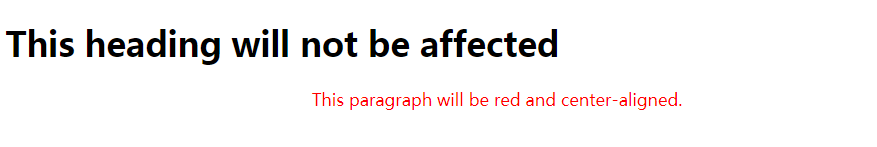 This heading will not be affected
This paragraph will be red and center-aligned.